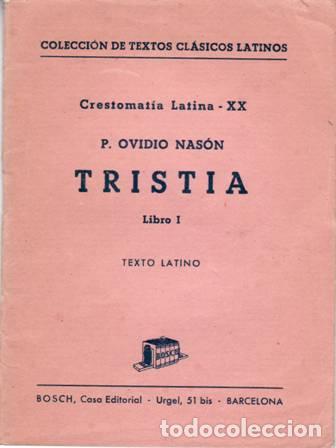 COLECCIÓN DE TEXTOS CLÁSICOS LATINOS
Crestomatía Latina - XX
P. OVIDIO NASÓN
TRISTIA
Libro I
TEXTO LATINO
BOSCH, Casa Editorial - Urgel, 51 bis - BARCELONA
todocoleccion